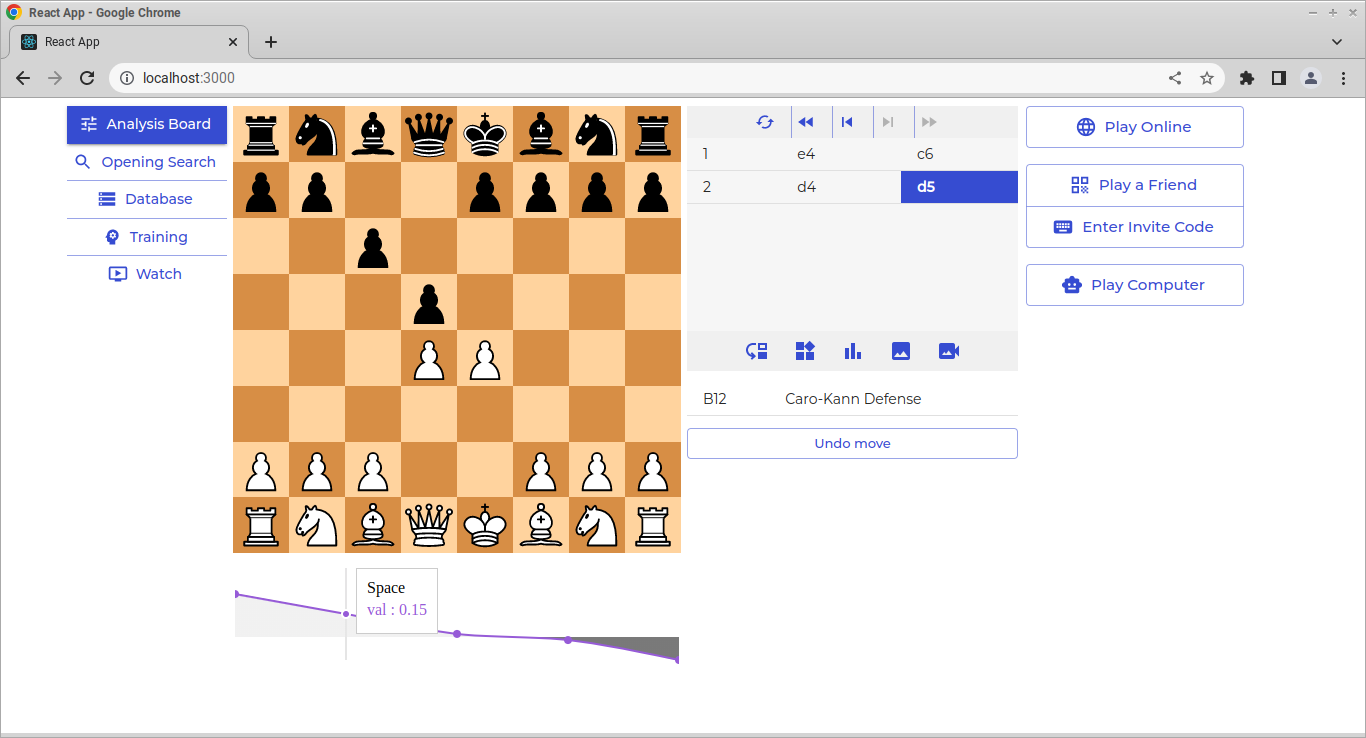 React App - Google Chrome
React App
localhost:3000
Analysis Board
Opening Search
Database
Training
Watch
1 e4 c6
2 d4 d5
B12 Caro-Kann Defense
Undo move
Play Online
Play a Friend
Enter Invite Code
Play Computer
Space
val : 0.15